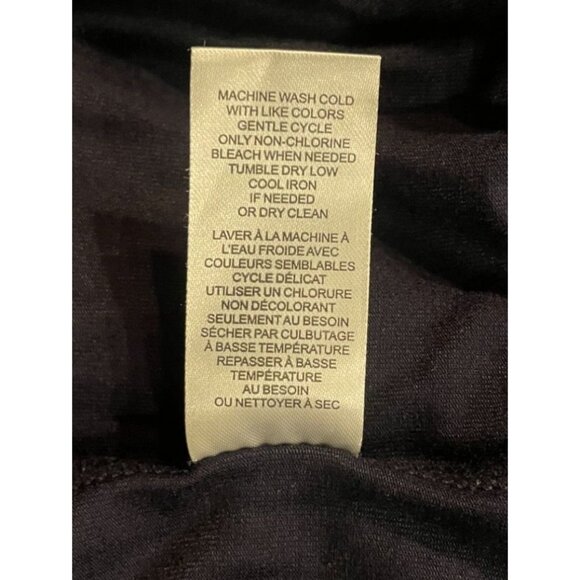 MACHINE WASH COLD
WITH LIKE COLORS
GENTLE CYCLE
ONLY NON-CHLORINE
BLEACH WHEN NEEDED
TUMBLE DRY LOW
COOL IRON
IF NEEDED
OR DRY CLEAN
LAVER À LA MACHINE À
L'EAU FROIDE AVEC
COULEURS SEMBLABLES
CYCLE DÉLICAT
UTILISER UN CHLORURE
NON DÉCOLORANT
SEULEMENT AU BESOIN
SÉCHER PAR CULBUTAGE
À BASSE TEMPÉRATURE
REPASSER À BASSE
TEMPÉRATURE
AU BESOIN
OU NETTOYER À SEC